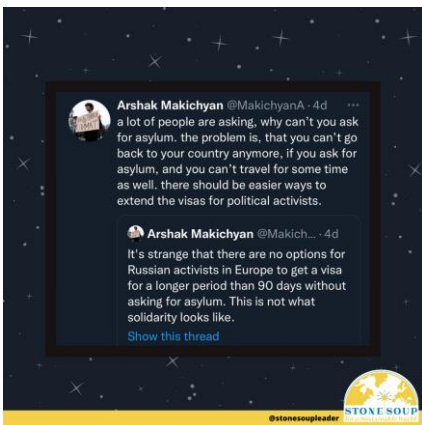 Arshak Makichyan @MakichyanA · 4d ...
a lot of people are asking, why can't you ask
for asylum. the problem is, that you can't go
back to your country anymore, if you ask for
asylum, and you can't travel for some time
as well. there should be easier ways to
extend the visas for political activists.
Arshak Makichyan @Makich... · 4d
It's strange that there are no options for
Russian activists in Europe to get a visa
for a longer period than 90 days without
asking for asylum. This is not what
solidarity looks like.
Show this thread
@stonesoupleader
STONE SOUP